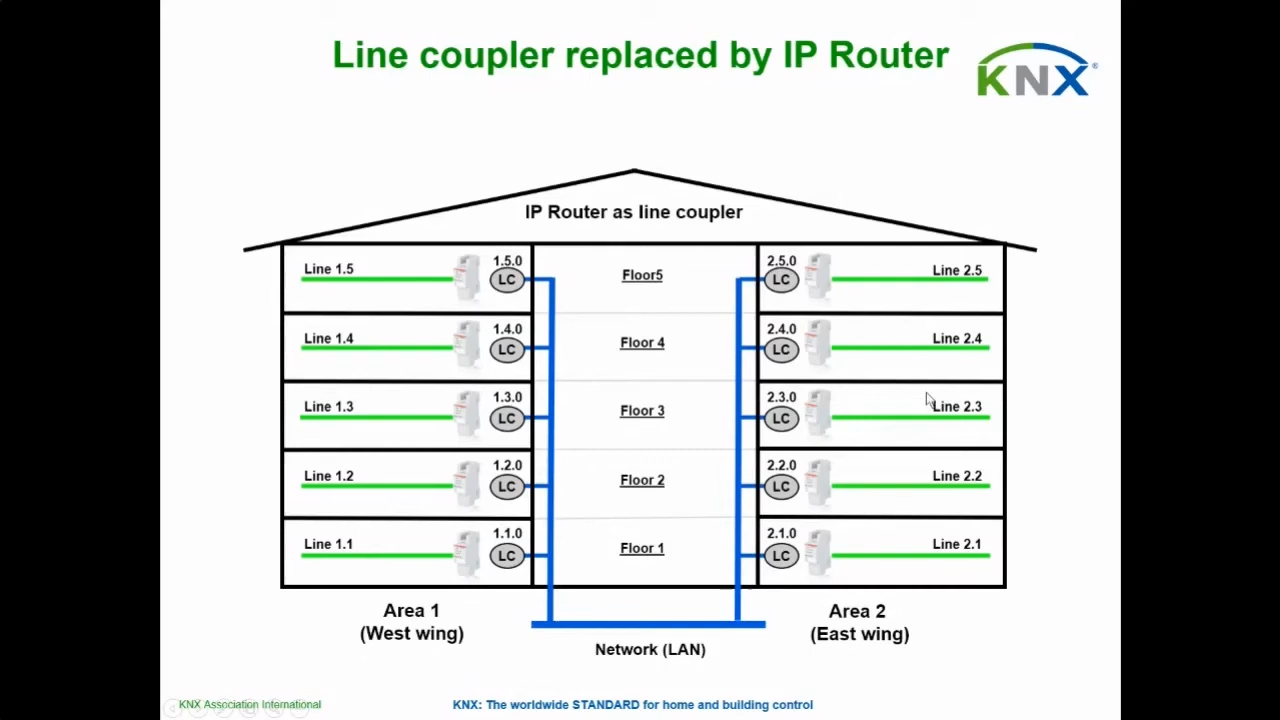 Line coupler replaced by IP Router
KNX®
IP Router as line coupler
Line 1.5
1.5.0
LC
Floor5
2.5.0
LC
Line 2.5
Line 1.4
1.4.0
LC
Floor 4
2.4.0
LC
Line 2.4
Line 1.3
1.3.0
LC
Floor 3
2.3.0
LC
Line 2.3
Line 1.2
1.2.0
LC
Floor 2
2.2.0
LC
Line 2.2
Line 1.1
1.1.0
LC
Floor 1
2.1.0
LC
Line 2.1
Area 1
(West wing)
Area 2
(East wing)
Network (LAN)
KNX Association International
KNX: The worldwide STANDARD for home and building control